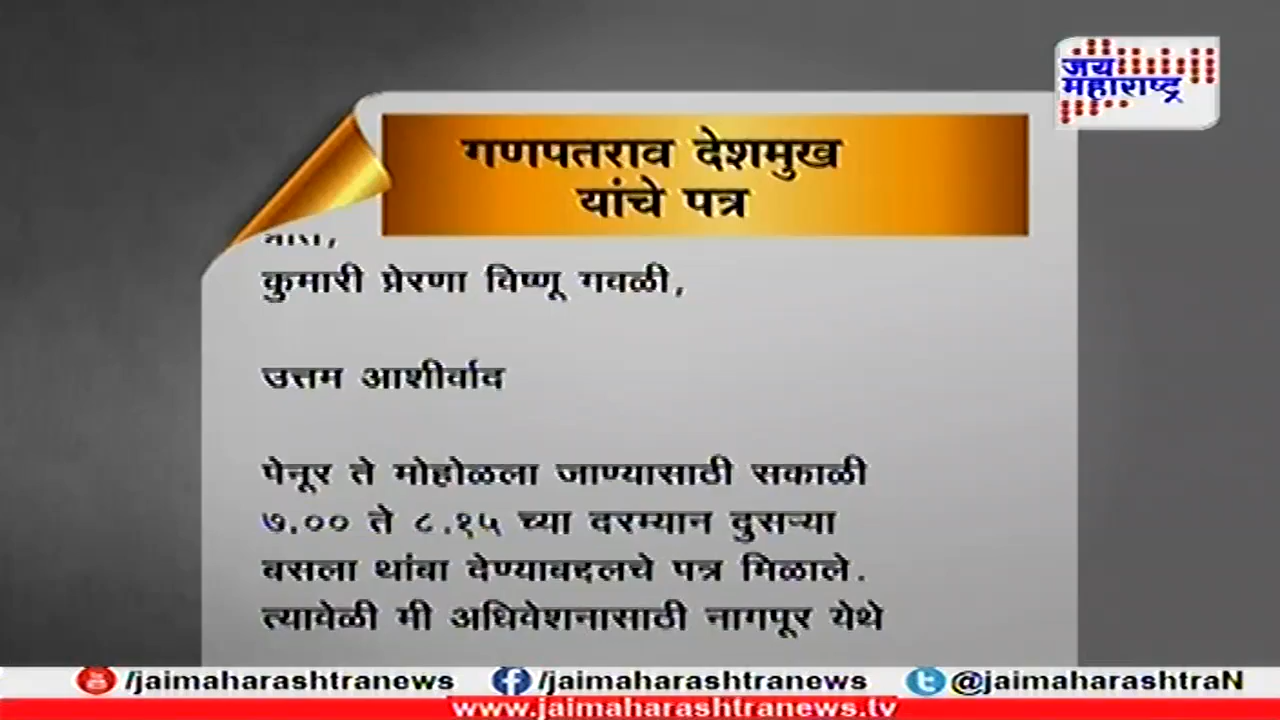 जय
महाराष्ट्र
गणपतराव देशमुख
यांचे पत्र
कुमारी प्रेरणा विष्णू गवळी,
उत्तम आशीर्वाद
पेनूर ते मोहोळला जाण्यासाठी सकाळी
७.०० ते ८.१५ च्या दरम्यान दुसऱ्या
बसला थांबा देण्याबद्दलचे पत्र मिळाले.
त्यावेळी मी अधिवेशनासाठी नागपूर येथे
/jaimaharashtranews /jaimaharashtranews @jaimaharashtraN
www.jaimaharashtranews.tv